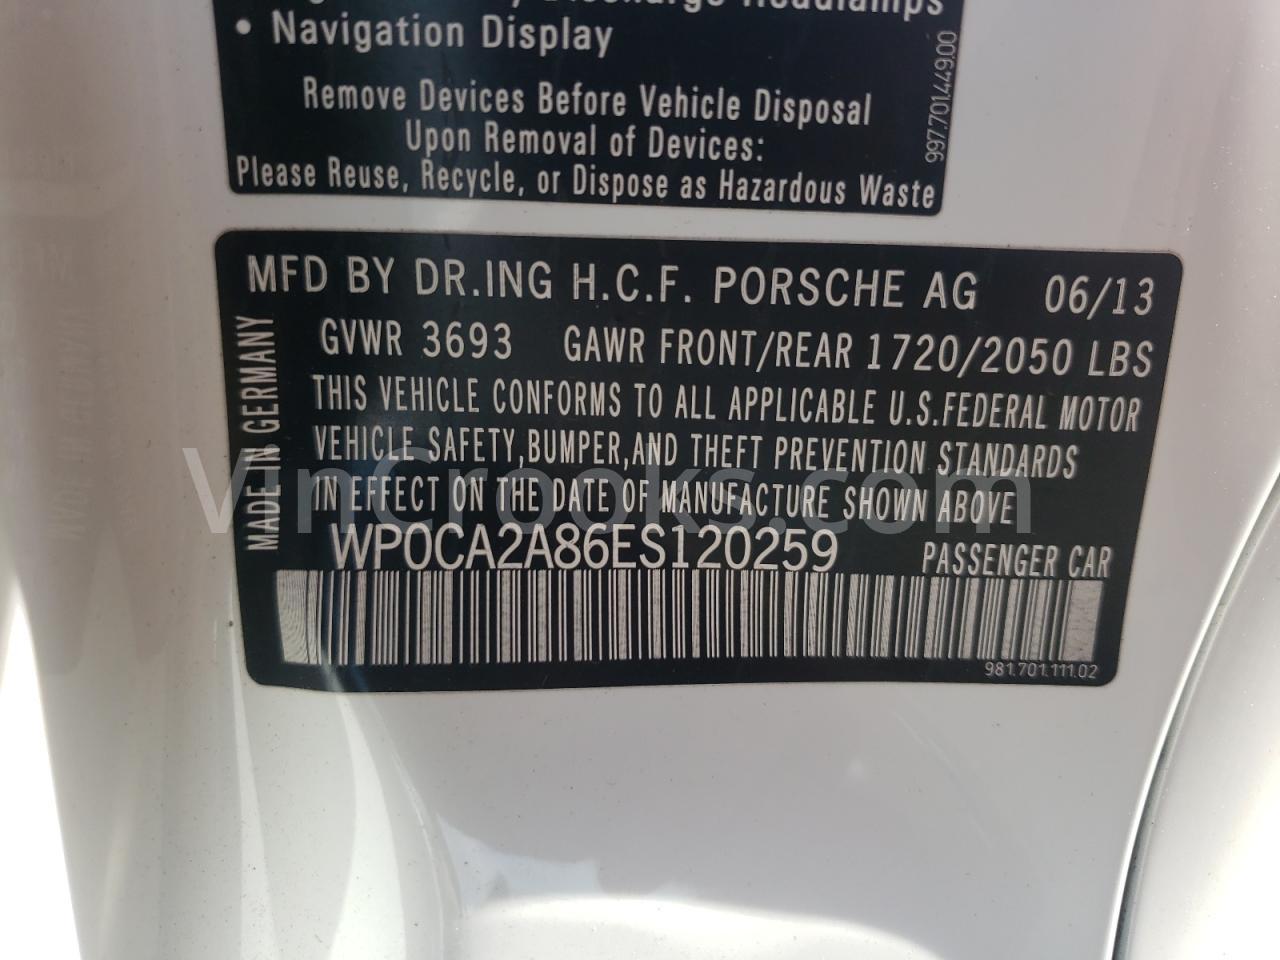 Discharge Headlamps
• Navigation Display
Remove Devices Before Vehicle Disposal
Upon Removal of Devices:
Please Reuse, Recycle, or Dispose as Hazardous Waste
997.701.449.00
MFD BY DR.ING H.C.F. PORSCHE AG 06/13
GVWR 3693 GAWR FRONT/REAR 1720/2050 LBS
THIS VEHICLE CONFORMS TO ALL APPLICABLE U.S.FEDERAL MOTOR
VEHICLE SAFETY,BUMPER,AND THEFT PREVENTION STANDARDS
IN EFFECT ON THE DATE OF MANUFACTURE SHOWN ABOVE
WP0CA2A86ES120259 PASSENGER CAR
981.701.111.02
MADE IN GERMANY
VinCrooks.com